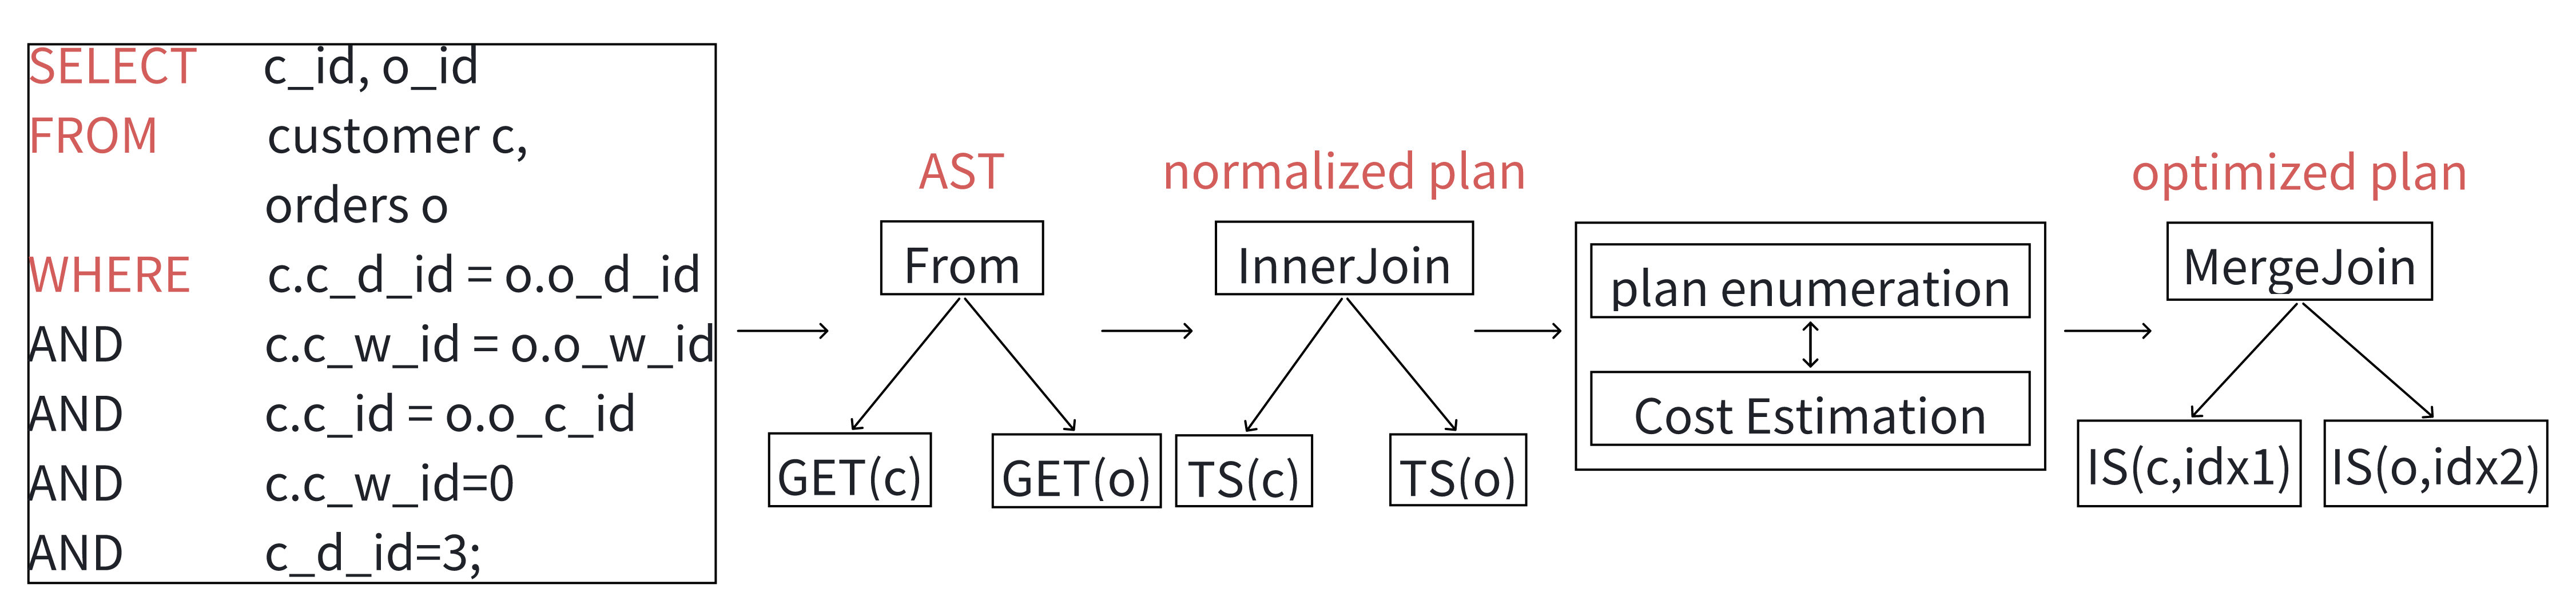 SELECT c_id, o_id
FROM customer c,
orders o
WHERE c.c_d_id = o.o_d_id
AND c.c_w_id = o.o_w_id
AND c.c_id = o.o_c_id
AND c.c_w_id=0
AND c_d_id=3;
AST
From
GET(c) GET(o)
normalized plan
InnerJoin
TS(c) TS(o)
plan enumeration
Cost Estimation
optimized plan
MergeJoin
IS(c,idx1) IS(o,idx2)